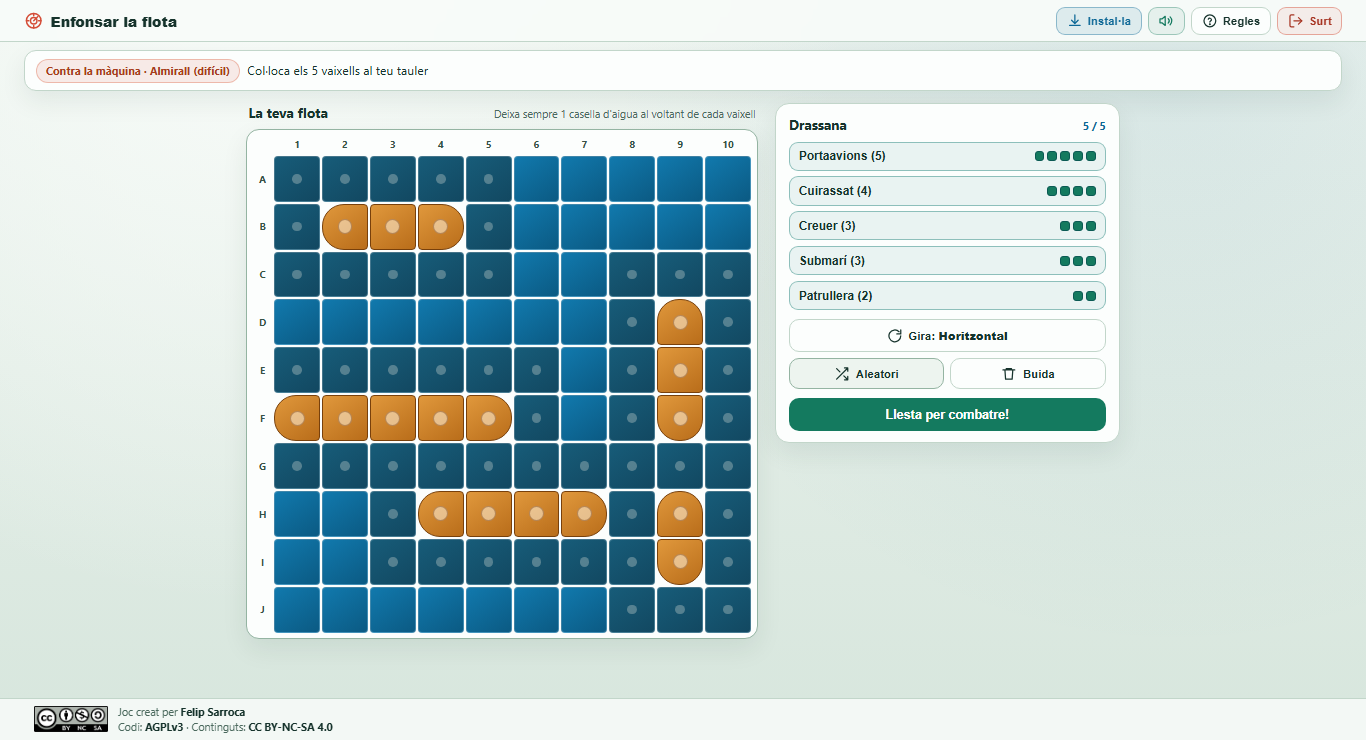 Enfonsar la flota
Instal·la
Regles
Surt
Contra la màquina · Almirall (difícil)
Col·loca els 5 vaixells al teu tauler
La teva flota
Deixa sempre 1 casella d'aigua al voltant de cada vaixell
1 2 3 4 5 6 7 8 9 10
A
B
C
D
E
F
G
H
I
J
Drassana
5 / 5
Portaavions (5)
Cuirassat (4)
Creuer (3)
Submarí (3)
Patrullera (2)
Gira: Horitzontal
Aleatori
Buida
Llesta per combatre!
cc BY NC SA
Joc creat per Felip Sarroca
Codi: AGPLv3 · Continguts: CC BY-NC-SA 4.0